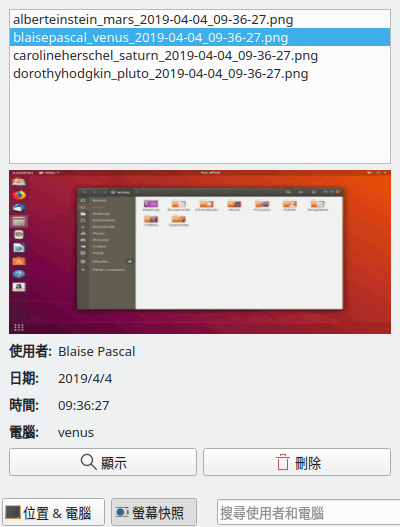 alberteinstein_mars_2019-04-04_09-36-27.png
blaisepascal_venus_2019-04-04_09-36-27.png
carolineherschel_saturn_2019-04-04_09-36-27.png
dorothyhodgkin_pluto_2019-04-04_09-36-27.png
使用者: Blaise Pascal
日期: 2019/4/4
時間: 09:36:27
電腦: venus
顯示 刪除
位置 & 電腦 螢幕快照 搜尋使用者和電腦